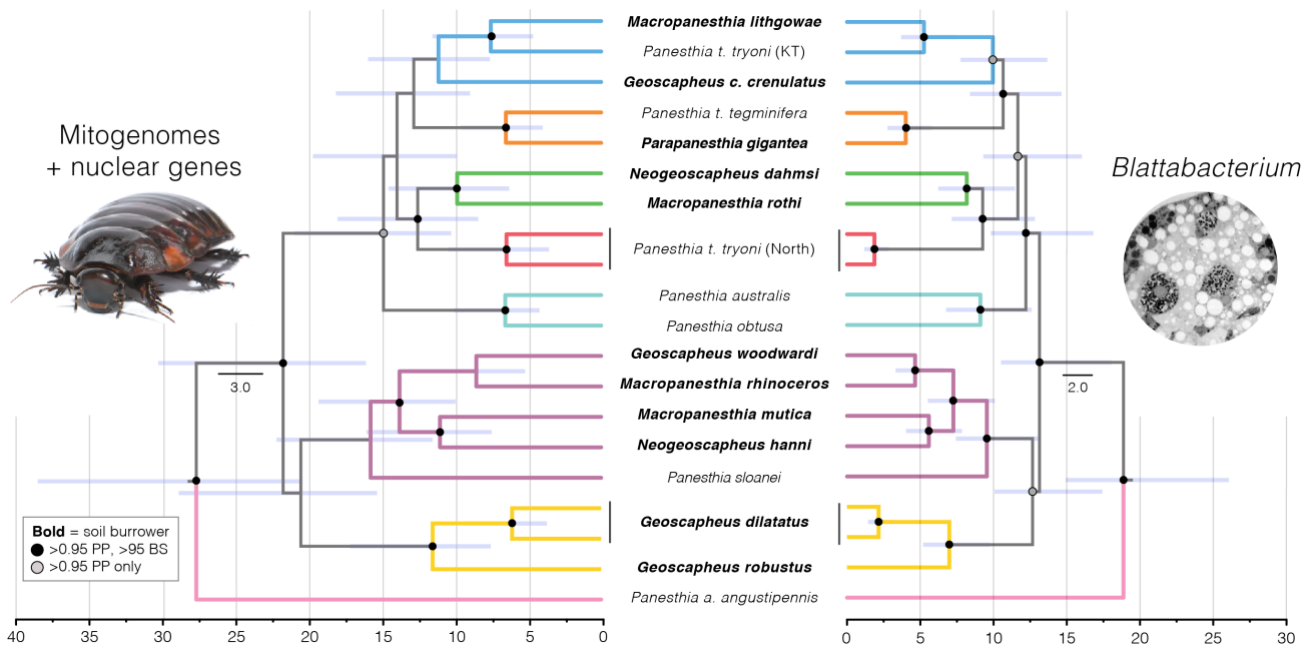 Mitogenomes
+ nuclear genes
Blattabacterium
Macropanesthia lithgowae
Panesthia t. tryoni (KT)
Geoscapheus c. crenulatus
Panesthia t. tegminifera
Parapanesthia gigantea
Neogeoscapheus dahmsi
Macropanesthia rothi
Panesthia t. tryoni (North)
Panesthia australis
Panesthia obtusa
Geoscapheus woodwardi
Macropanesthia rhinoceros
Macropanesthia mutica
Neogeoscapheus hanni
Panesthia sloanei
Geoscapheus dilatatus
Geoscapheus robustus
Panesthia a. angustipennis
3.0
2.0
Bold = soil burrower
>0.95 PP, >95 BS
>0.95 PP only
40 35 30 25 20 15 10 5 0
0 5 10 15 20 25 30